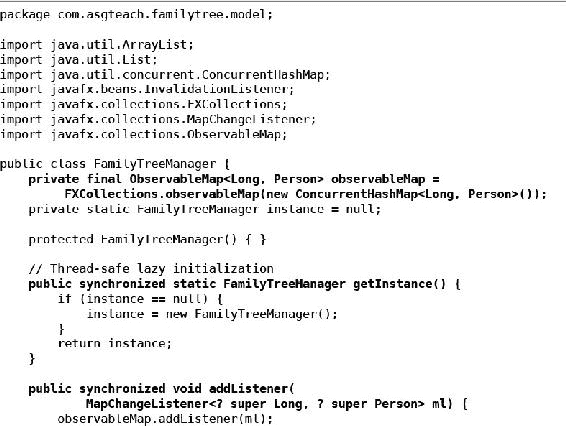 package com.asgteach.familytree.model;
import java.util.ArrayList;
import java.util.List;
import java.util.concurrent.ConcurrentHashMap;
import javafx.beans.InvalidationListener;
import javafx.collections.FXCollections;
import javafx.collections.MapChangeListener;
import javafx.collections.ObservableMap;
public class FamilyTreeManager {
private final ObservableMap<Long, Person> observableMap =
FXCollections.observableMap(new ConcurrentHashMap<Long, Person>());
private static FamilyTreeManager instance = null;
protected FamilyTreeManager() { }
// Thread-safe lazy initialization
public synchronized static FamilyTreeManager getInstance() {
if (instance == null) {
instance = new FamilyTreeManager();
}
return instance;
}
public synchronized void addListener(
MapChangeListener<? super Long, ? super Person> ml) {
observableMap.addListener(ml);